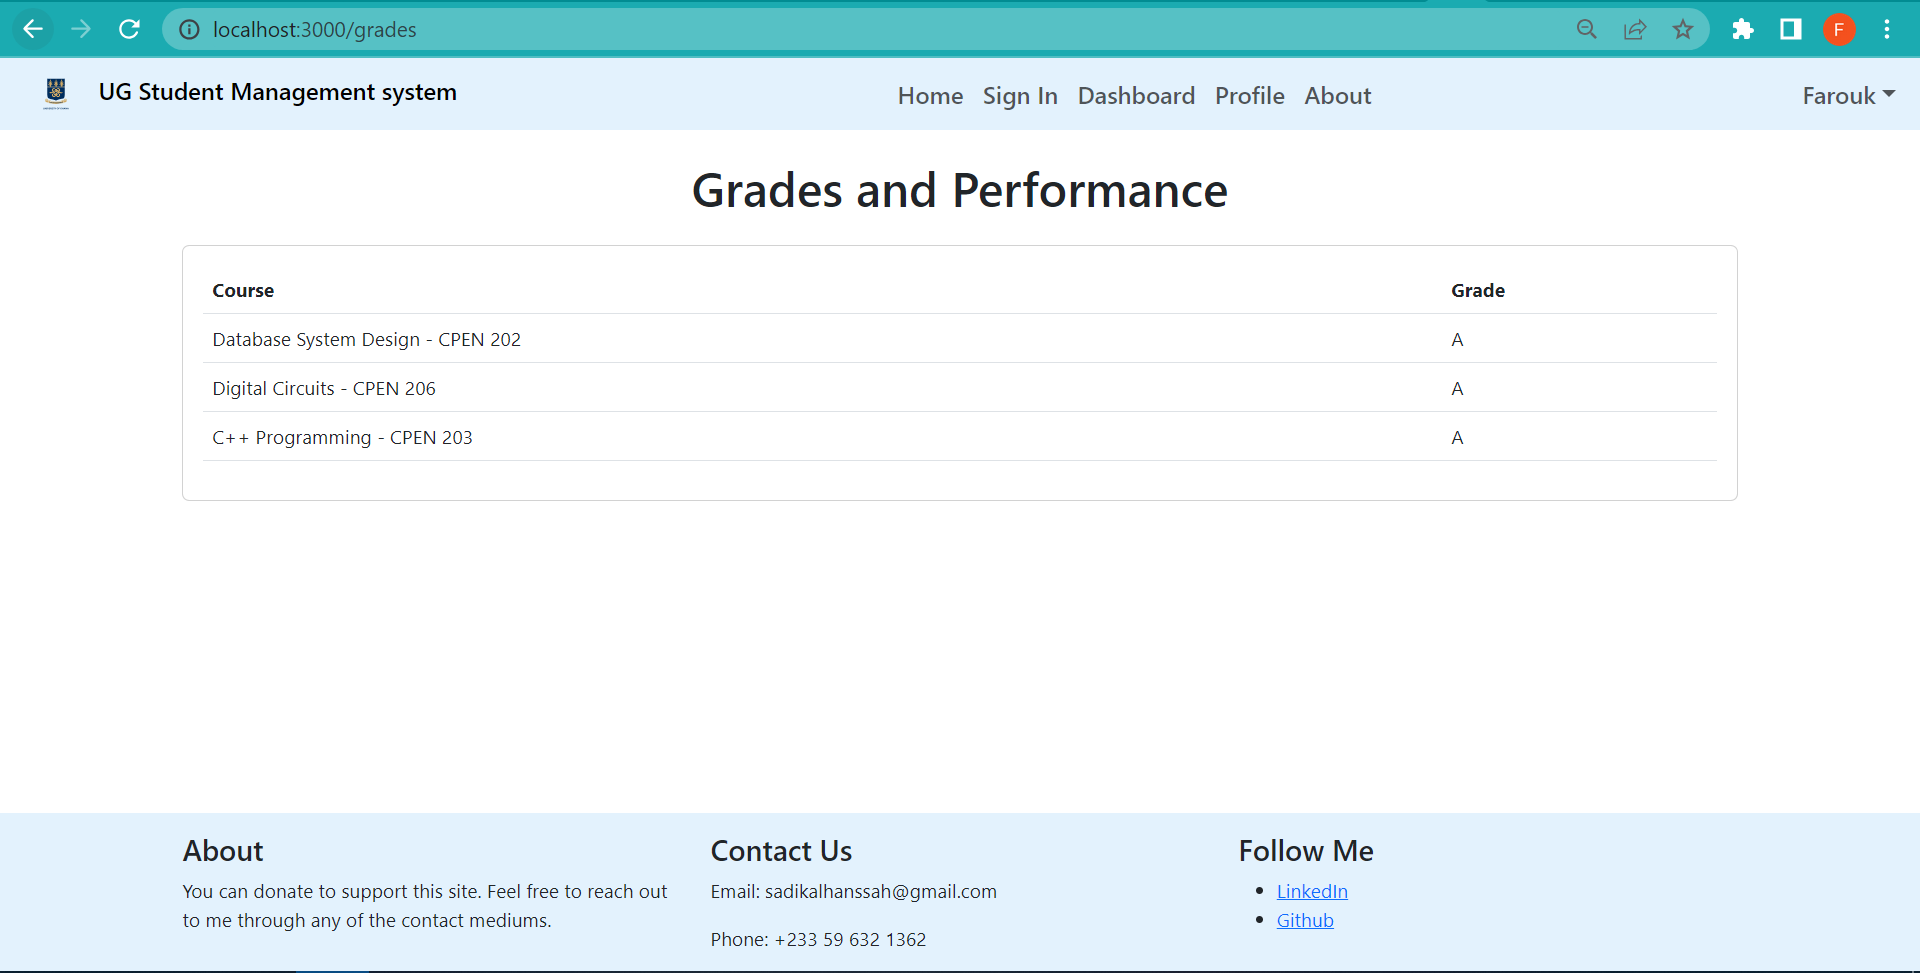 localhost:3000/grades
F
UG Student Management system
Home Sign In Dashboard Profile About
Farouk
Grades and Performance
Course Grade
Database System Design - CPEN 202 A
Digital Circuits - CPEN 206 A
C++ Programming - CPEN 203 A
About
You can donate to support this site. Feel free to reach out
to me through any of the contact mediums.
Contact Us
Email: sadikalhanssah@gmail.com
Phone: +233 59 632 1362
Follow Me
LinkedIn
Github